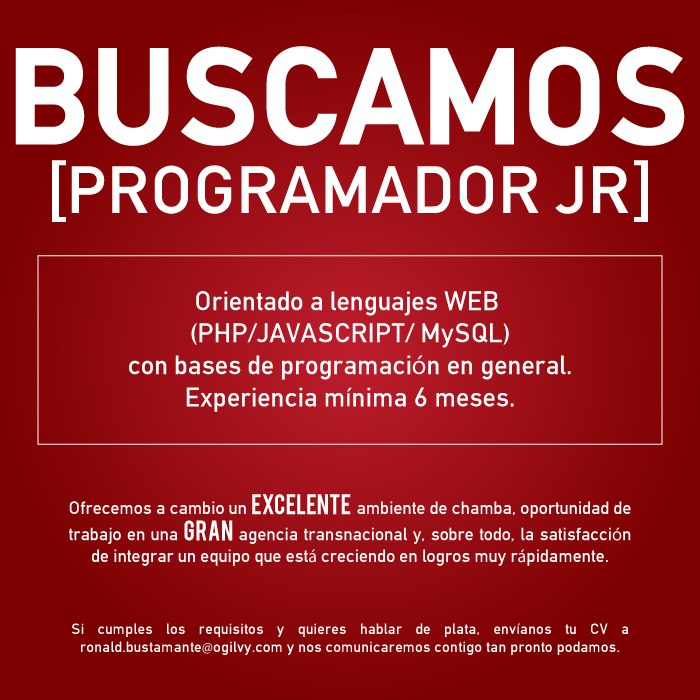 BUSCAMOS
[PROGRAMADOR JR]
Orientado a lenguajes WEB
(PHP/JAVASCRIPT/ MySQL)
con bases de programación en general.
Experiencia mínima 6 meses.
Ofrecemos a cambio un EXCELENTE ambiente de chamba, oportunidad de
trabajo en una GRAN agencia transnacional y, sobre todo, la satisfacción
de integrar un equipo que está creciendo en logros muy rápidamente.
Si cumples los requisitos y quieres hablar de plata, envíanos tu CV a
ronald.bustamante@ogilvy.com y nos comunicaremos contigo tan pronto podamos.